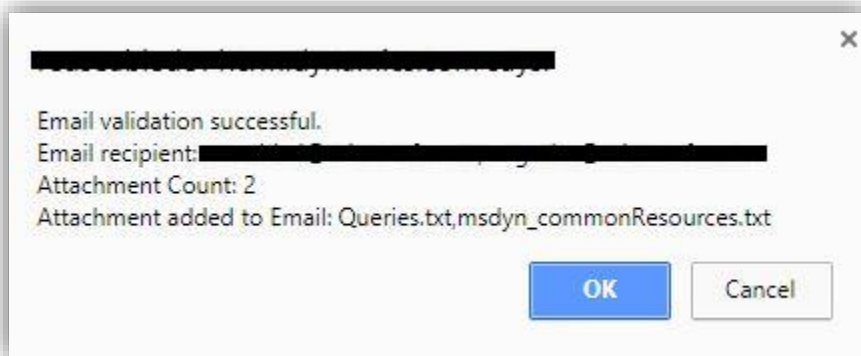 Email validation successful.
Email recipient:
Attachment Count: 2
Attachment added to Email: Queries.txt,msdyn_commonResources.txt
OK
Cancel